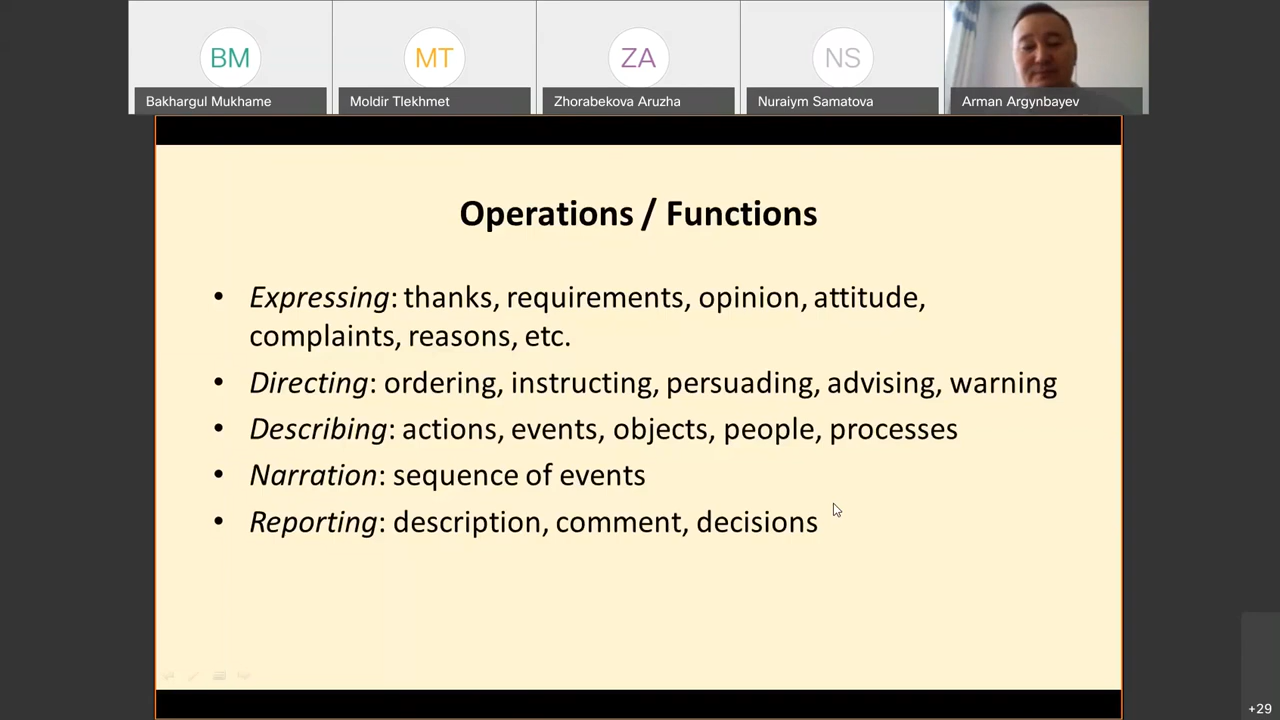 BM
MT
ZA
NS
Bakhargul Mukhame
Moldir Tlekhmet
Zhorabekova Aruzha
Nuraiym Samatova
Arman Argynbayev
Operations / Functions
• Expressing: thanks, requirements, opinion, attitude,
complaints, reasons, etc.
• Directing: ordering, instructing, persuading, advising, warning
• Describing: actions, events, objects, people, processes
• Narration: sequence of events
• Reporting: description, comment, decisions
+29